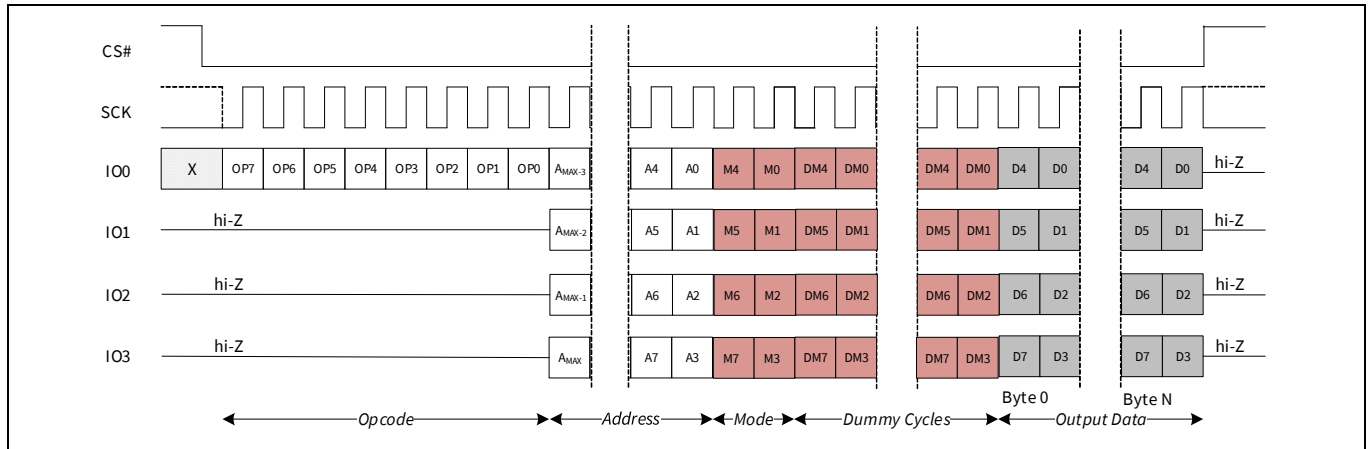 CS#
SCK
IO0 X OP7 OP6 OP5 OP4 OP3 OP2 OP1 OP0 AMAX-3 A4 A0 M4 M0 DM4 DM0 DM4 DM0 D4 D0 D4 D0 hi-Z
IO1 hi-Z AMAX-2 A5 A1 M5 M1 DM5 DM1 DM5 DM1 D5 D1 D5 D1 hi-Z
IO2 hi-Z AMAX-1 A6 A2 M6 M2 DM6 DM2 DM6 DM2 D6 D2 D6 D2 hi-Z
IO3 hi-Z AMAX A7 A3 M7 M3 DM7 DM3 DM7 DM3 D7 D3 D7 D3 hi-Z
Byte 0 Byte N
Opcode Address Mode Dummy Cycles Output Data